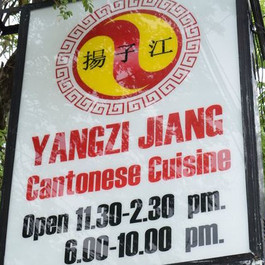 揚子江
YANGZI JIANG
Cantonese Cuisine
Open 11.30-2.30 pm.
6.00-10.00 pm.